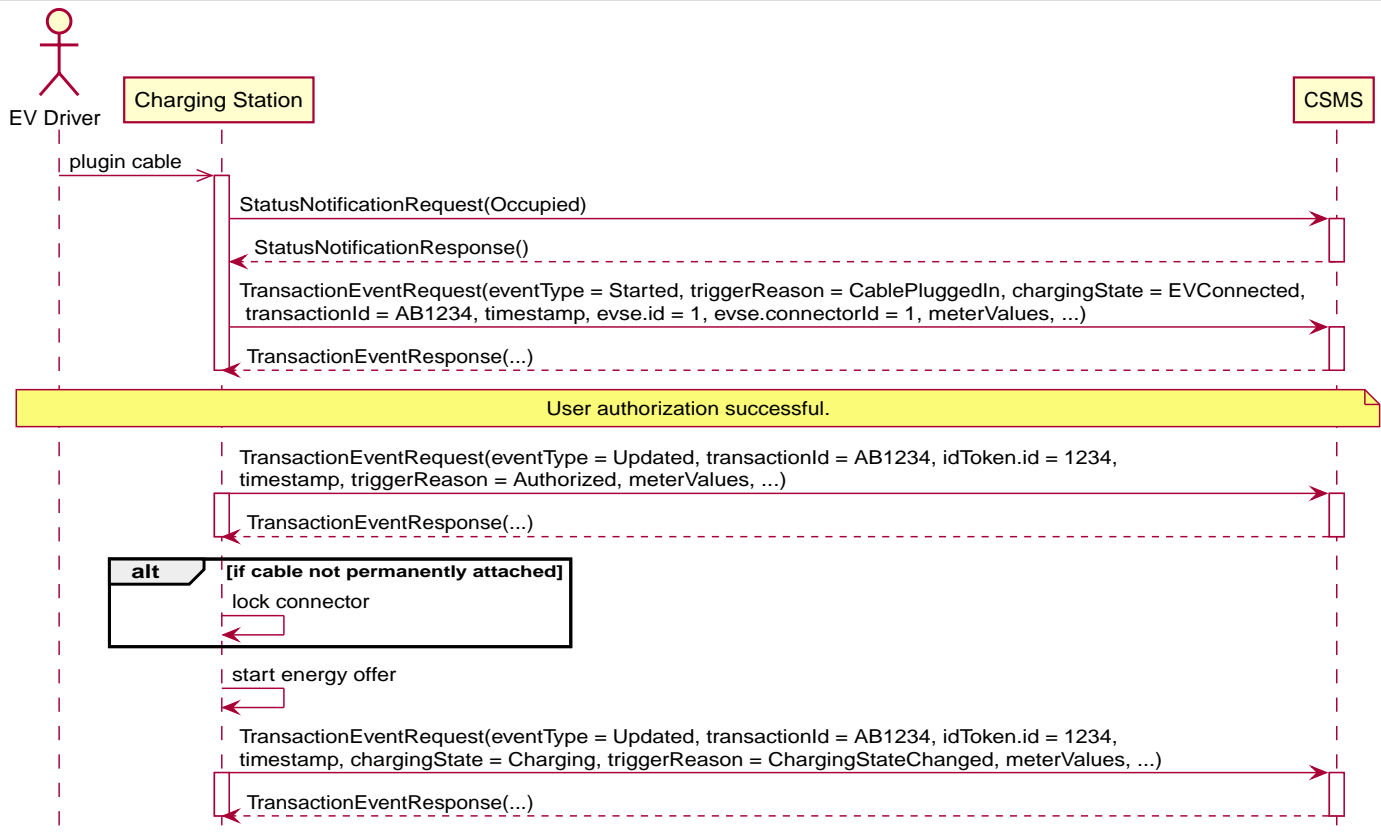 EV Driver
Charging Station
CSMS
plugin cable
StatusNotificationRequest(Occupied)
StatusNotificationResponse()
TransactionEventRequest(eventType = Started, triggerReason = CablePluggedIn, chargingState = EVConnected,
transactionId = AB1234, timestamp, evse.id = 1, evse.connectorId = 1, meterValues, ...)
TransactionEventResponse(...)
User authorization successful.
TransactionEventRequest(eventType = Updated, transactionId = AB1234, idToken.id = 1234,
timestamp, triggerReason = Authorized, meterValues, ...)
TransactionEventResponse(...)
alt [if cable not permanently attached]
lock connector
start energy offer
TransactionEventRequest(eventType = Updated, transactionId = AB1234, idToken.id = 1234,
timestamp, chargingState = Charging, triggerReason = ChargingStateChanged, meterValues, ...)
TransactionEventResponse(...)